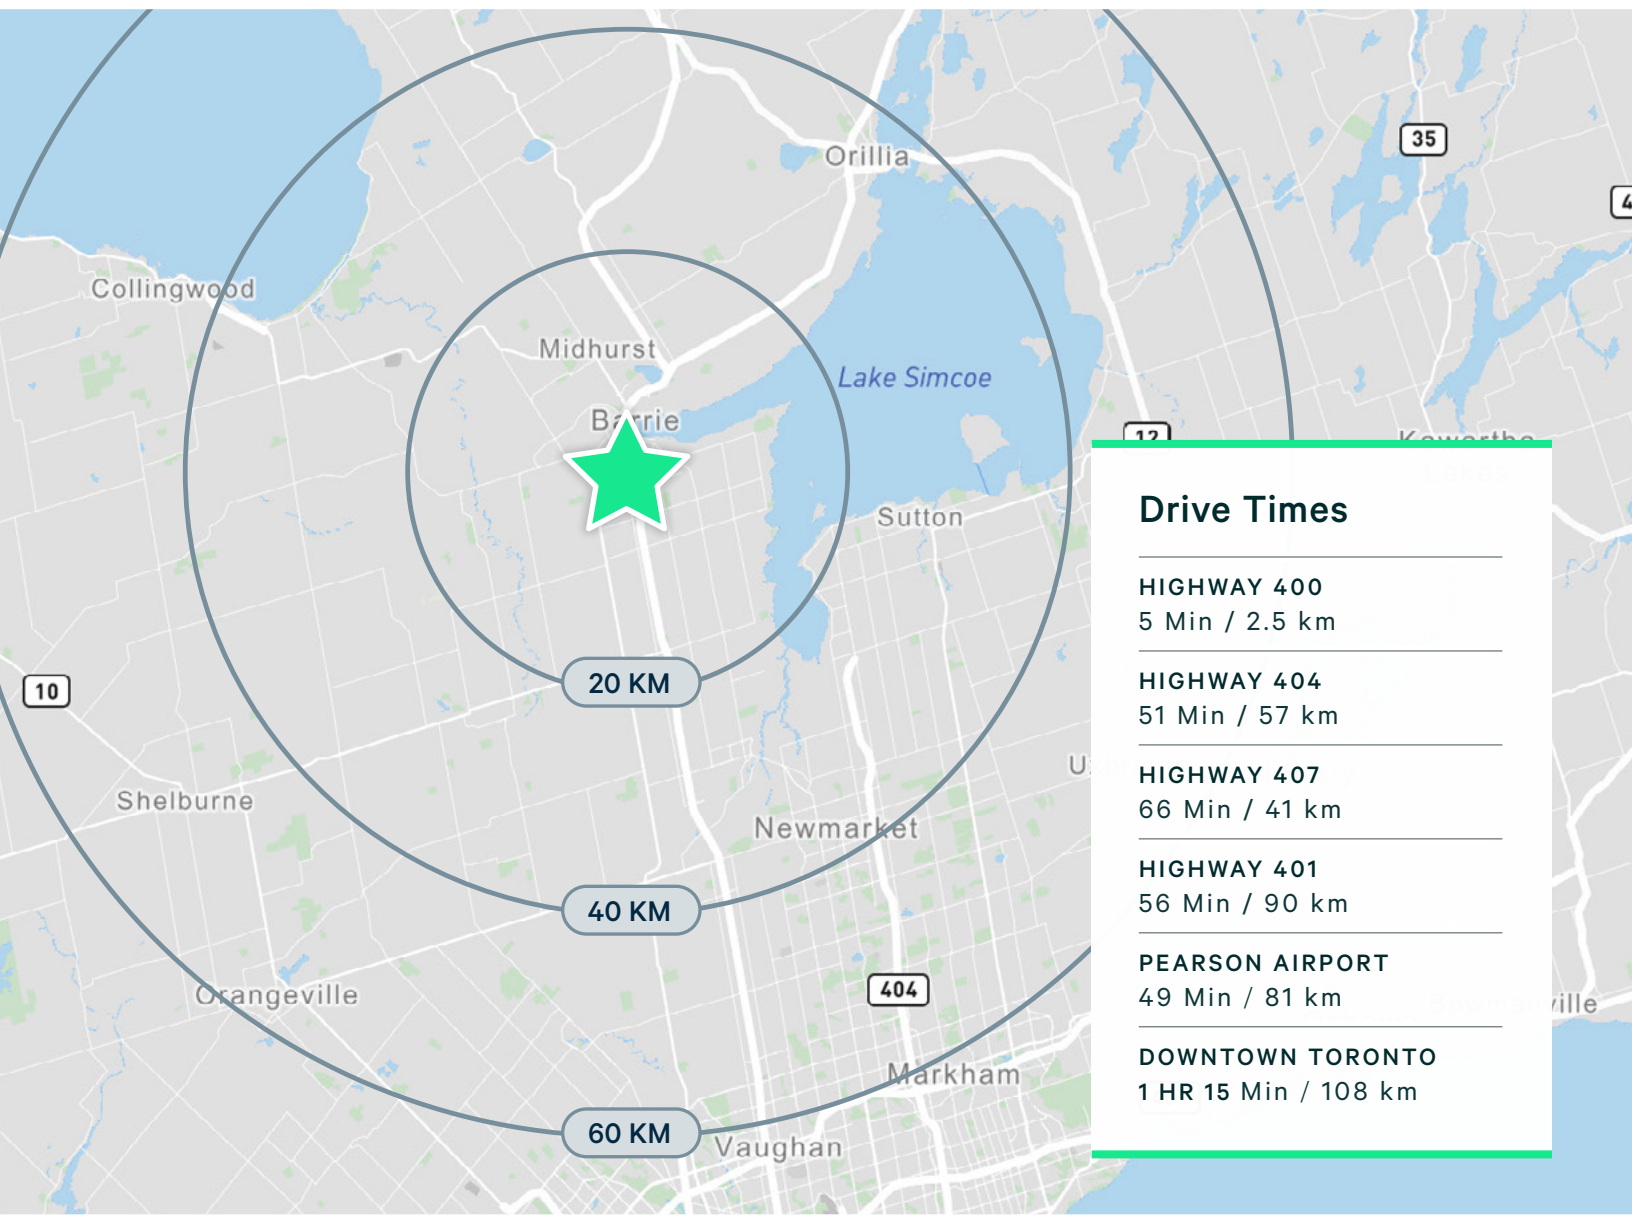 35
4
Orillia
Collingwood
Midhurst
Lake Simcoe
Barrie
12
Kawartha
Sutton
20 KM
10
Shelburne
Newmarket
40 KM
Orangeville
404
Markham
60 KM
Vaughan
Drive Times
HIGHWAY 400
5 Min / 2.5 km
HIGHWAY 404
51 Min / 57 km
HIGHWAY 407
66 Min / 41 km
HIGHWAY 401
56 Min / 90 km
PEARSON AIRPORT
49 Min / 81 km
DOWNTOWN TORONTO
1 HR 15 Min / 108 km